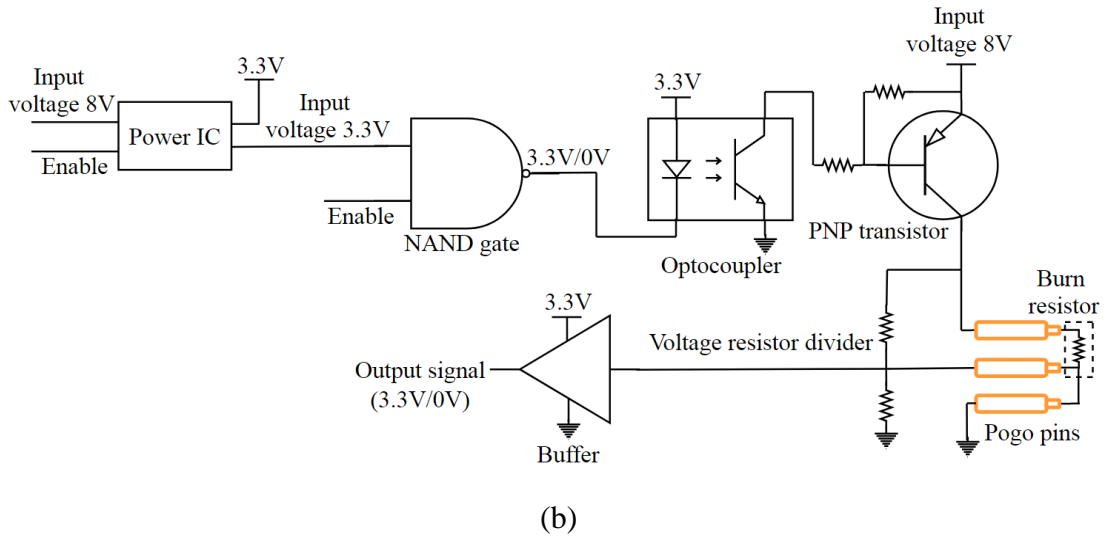 Input
voltage 8V
Enable
Power IC
3.3V
Input
voltage 3.3V
Enable
NAND gate
3.3V/0V
3.3V
Optocoupler
Input
voltage 8V
PNP transistor
Burn
resistor
Voltage resistor divider
Pogo pins
3.3V
Output signal
(3.3V/0V)
Buffer
(b)